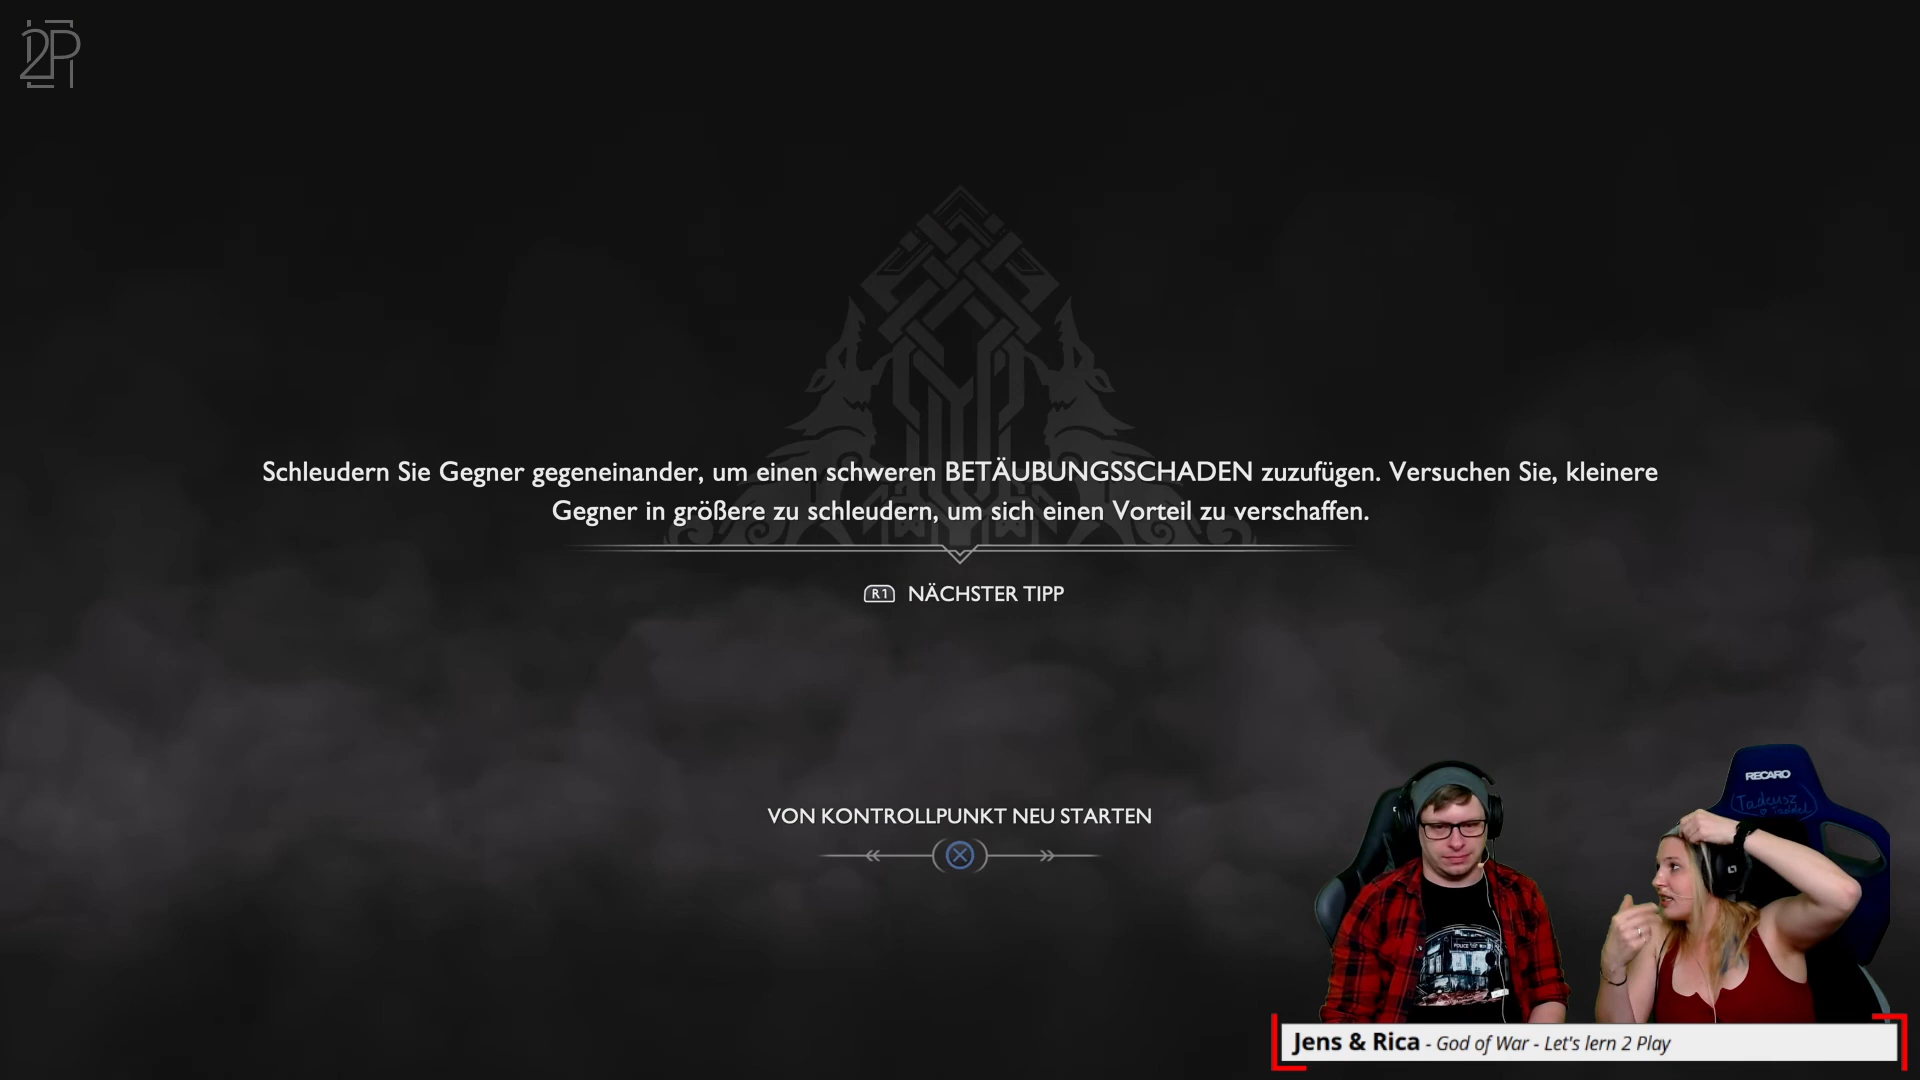 2P
Schleudern Sie Gegner gegeneinander, um einen schweren BETÄUBUNGSSCHADEN zuzufügen. Versuchen Sie, kleinere
Gegner in größere zu schleudern, um sich einen Vorteil zu verschaffen.
R1 NÄCHSTER TIPP
VON KONTROLLPUNKT NEU STARTEN
RECARO
Tadeusz
Jens & Rica - God of War - Let's lern 2 Play